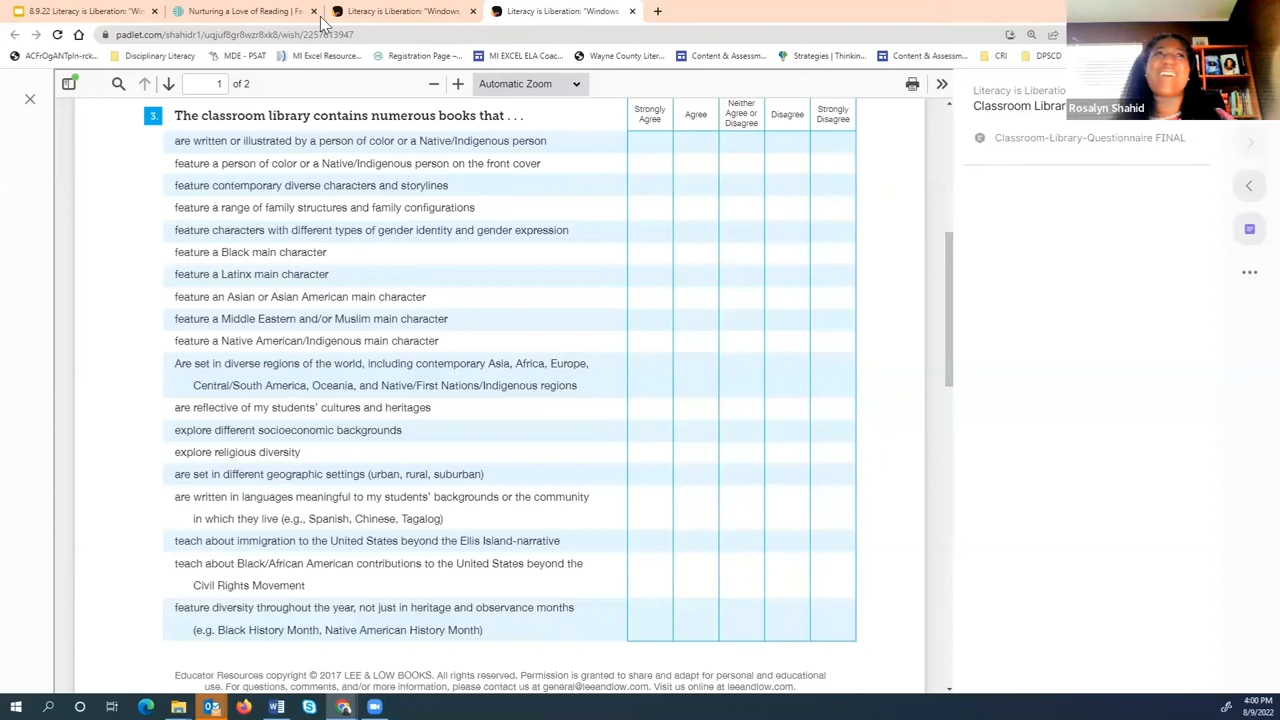 8.9.22 Literacy is Liberation: "Wi
Nurturing a Love of Reading | Fa
Literacy is Liberation: "Windows
Literacy is Liberation: "Windows
padlet.com/shahidr1/uqjuf8gr8wzr8xk8/wish/225
3947
ACFrOgANTpln-rck...
Disciplinary Literacy
MDE - PSAT
MI Excel Resource...
Registration Page -...
MI EXCEL ELA Coac...
Wayne County Liter...
Content & Assessm...
Strategies | Thinkin...
Content & Assessm...
CRI
DPSCD
of 2
Automatic Zoom
Literacy is Liberation
Classroom Librar
Rosalyn Shahid
Classroom-Library-Questionnaire FINAL
3. The classroom library contains numerous books that . . .
Strongly Agree
Agree
Neither Agree or Disagree
Disagree
Strongly Disagree
are written or illustrated by a person of color or a Native/Indigenous person
feature a person of color or a Native/Indigenous person on the front cover
feature contemporary diverse characters and storylines
feature a range of family structures and family configurations
feature characters with different types of gender identity and gender expression
feature a Black main character
feature a Latinx main character
feature an Asian or Asian American main character
feature a Middle Eastern and/or Muslim main character
feature a Native American/Indigenous main character
Are set in diverse regions of the world, including contemporary Asia, Africa, Europe,
Central/South America, Oceania, and Native/First Nations/Indigenous regions
are reflective of my students' cultures and heritages
explore different socioeconomic backgrounds
explore religious diversity
are set in different geographic settings (urban, rural, suburban)
are written in languages meaningful to my students' backgrounds or the community
in which they live (e.g., Spanish, Chinese, Tagalog)
teach about immigration to the United States beyond the Ellis Island-narrative
teach about Black/African American contributions to the United States beyond the
Civil Rights Movement
feature diversity throughout the year, not just in heritage and observance months
(e.g. Black History Month, Native American History Month)
Educator Resources copyright © 2017 LEE & LOW BOOKS. All rights reserved. Permission is granted to share and adapt for personal and educational
use. For questions, comments, and/or more information, please contact us at general@leeandlow.com. Visit us online at leeandlow.com.
4:00 PM
8/9/2022